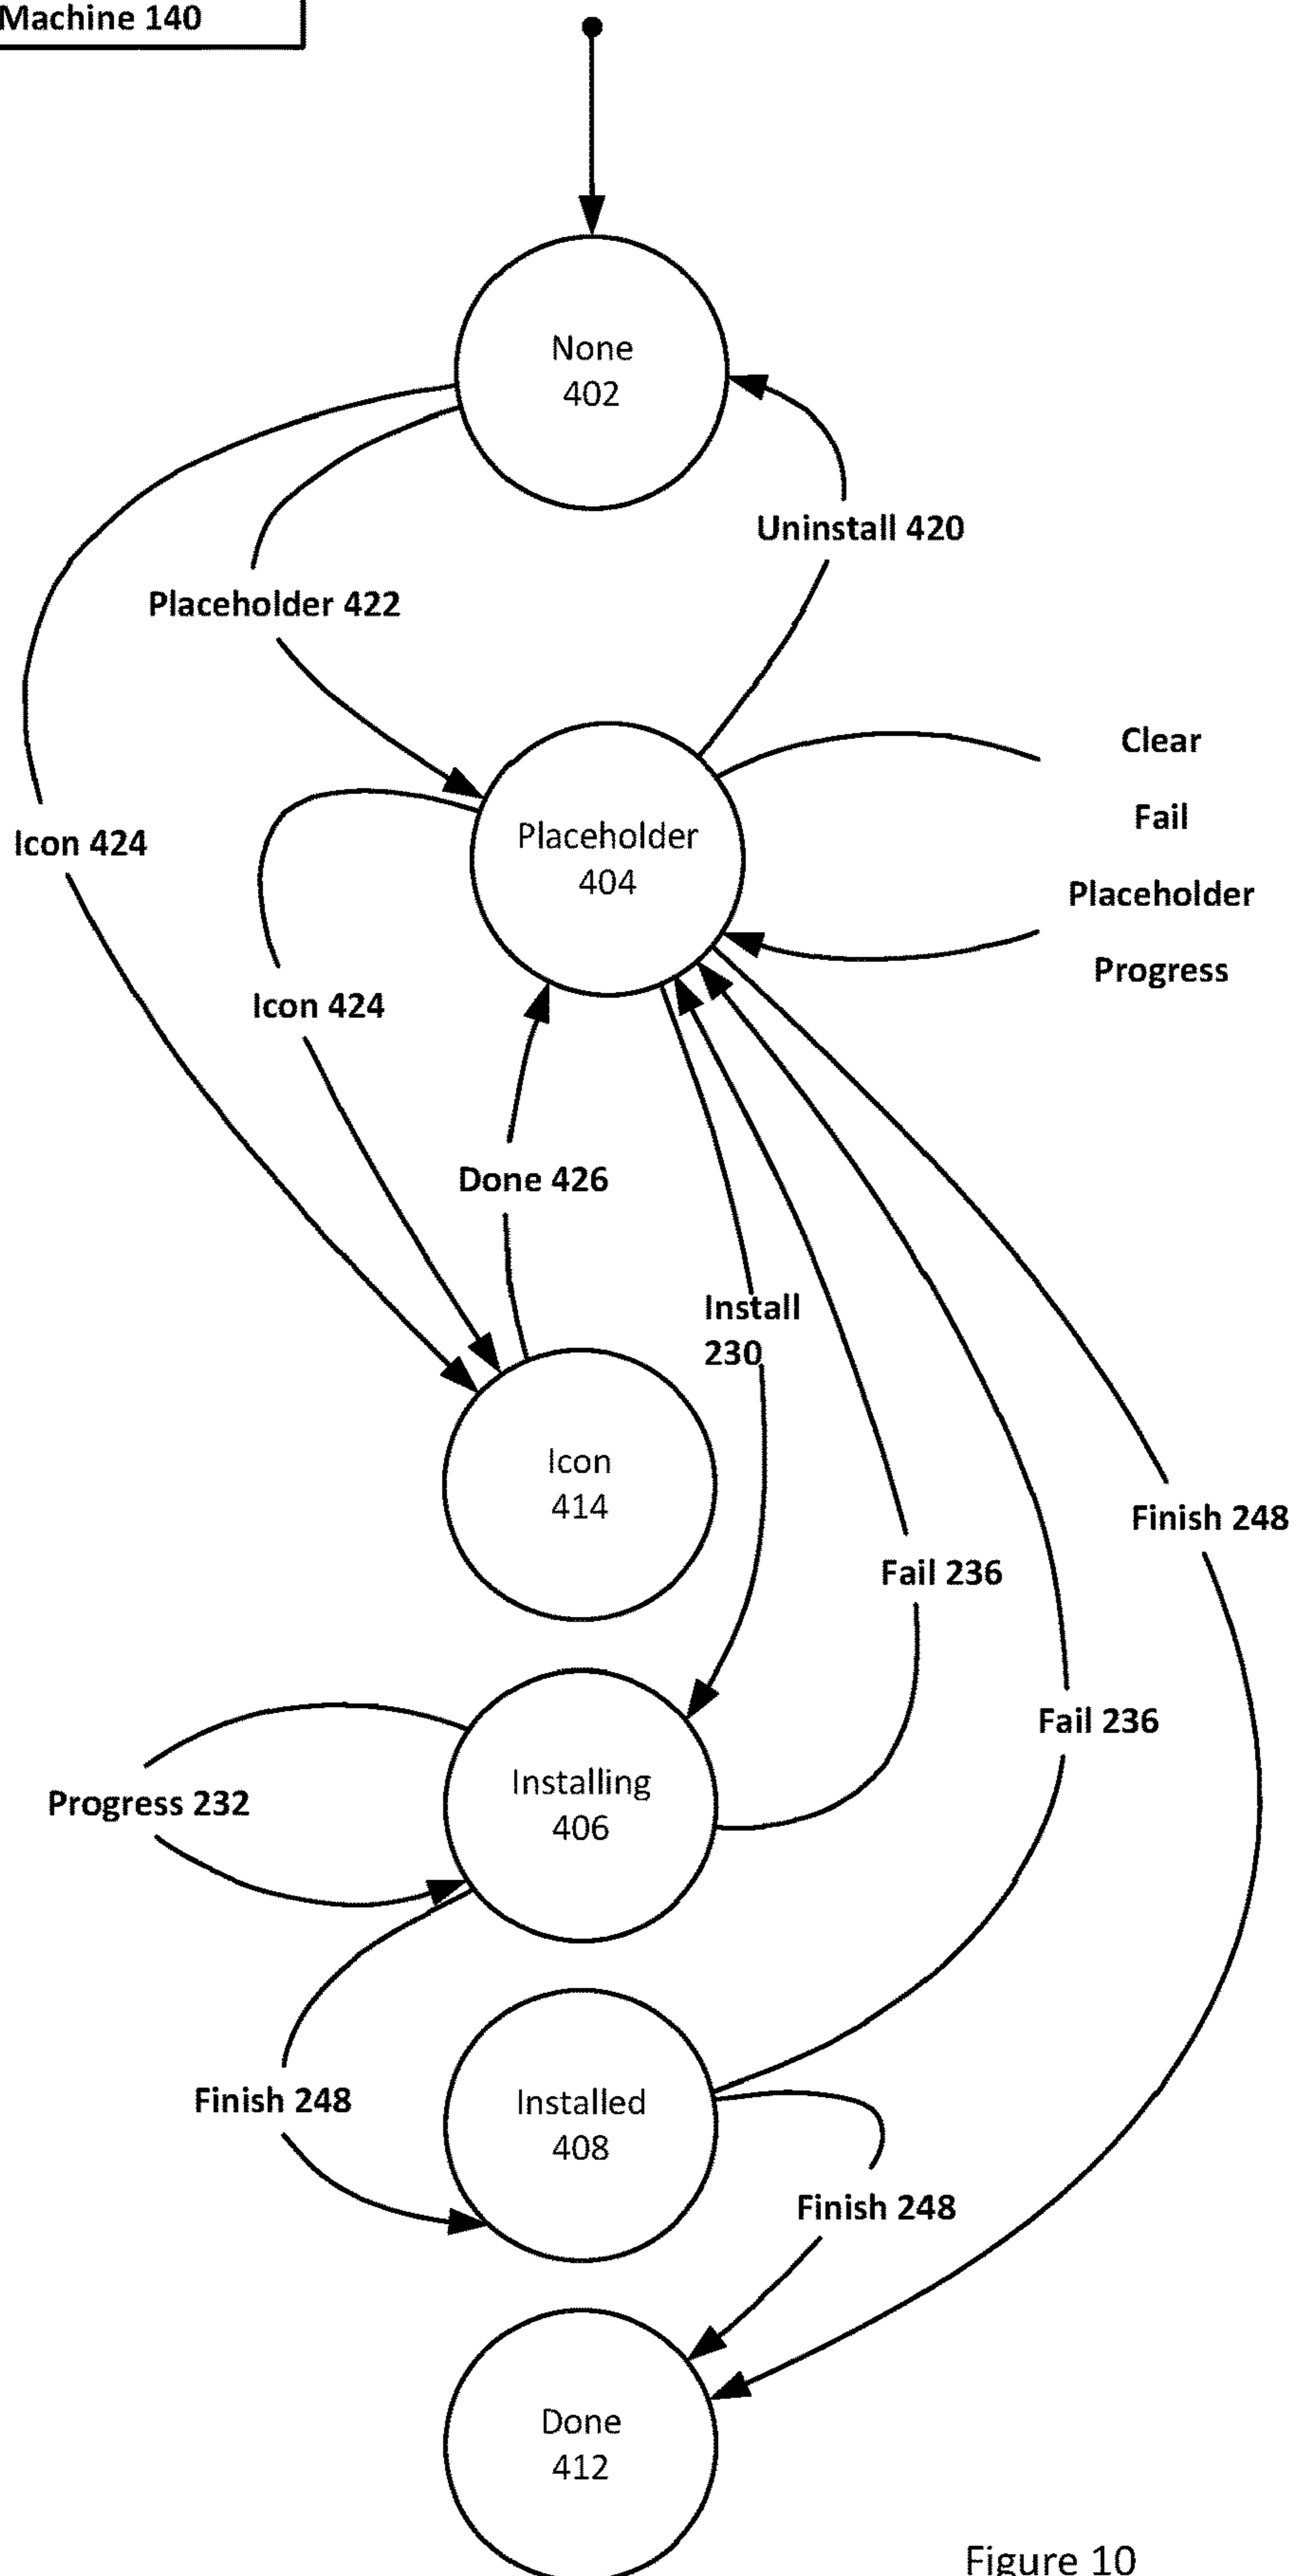 Machine 140
None
402
Uninstall 420
Placeholder 422
Clear
Fail
Placeholder
Progress
Placeholder
404
Icon 424
Icon 424
Done 426
Install
230
Icon
414
Finish 248
Fail 236
Fail 236
Installing
406
Progress 232
Finish 248
Installed
408
Finish 248
Done
412
Figure 10